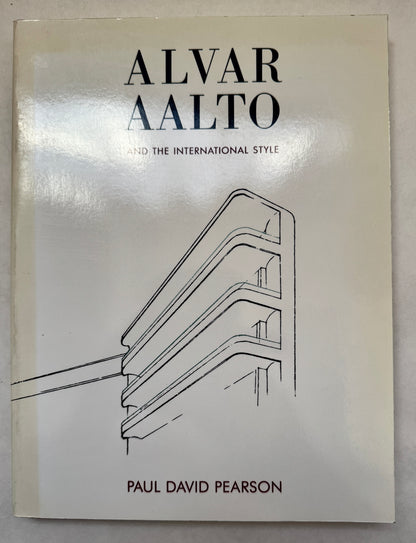 ALVAR
AALTO
AND THE INTERNATIONAL STYLE
PAUL DAVID PEARSON